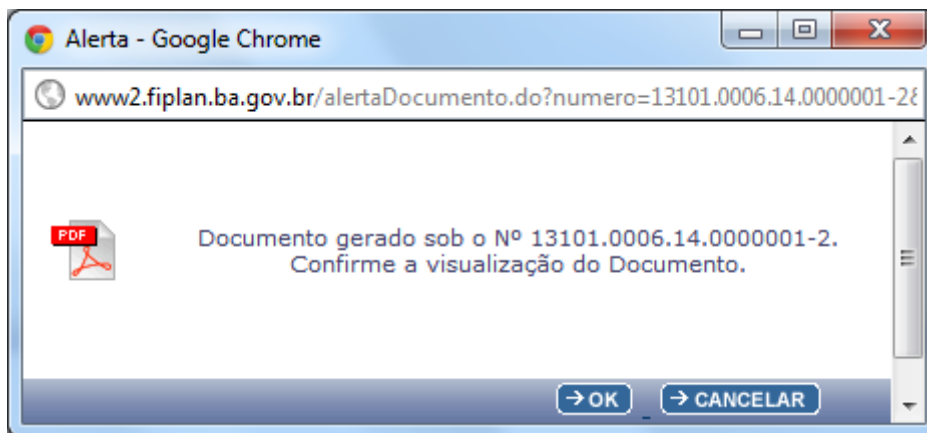 Alerta - Google Chrome
www2.fiplan.ba.gov.br/alertaDocumento.do?numero=13101.0006.14.0000001-28
PDF
Documento gerado sob o Nº 13101.0006.14.0000001-2.
Confirme a visualização do Documento.
OK CANCELAR